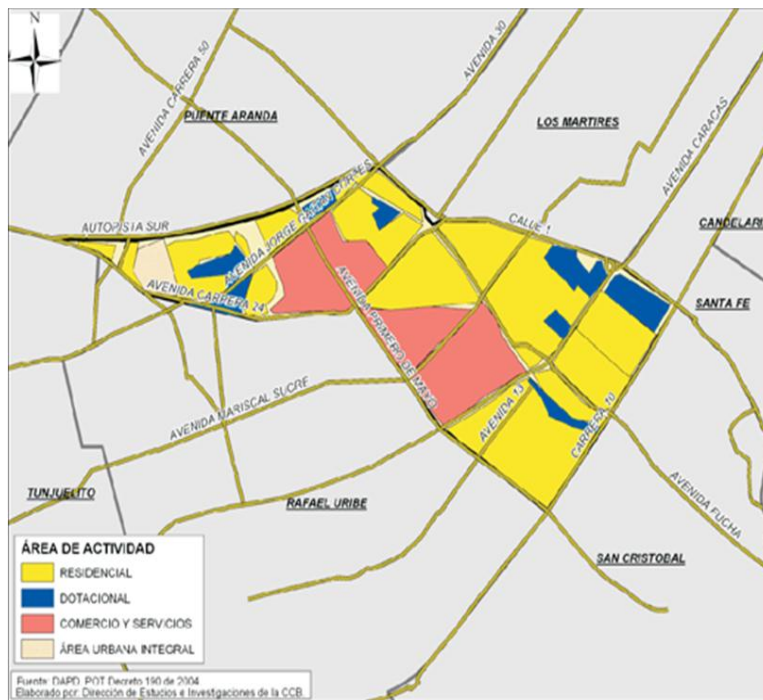 N
AVENIDA CARRERA 50
AVENIDA 30
PUENTE ARANDA
LOS MARTIRES
AVENIDA CARACAS
CANDELARI
AUTOPISTA SUR
AVENIDA JORGE
CALLE 1
AVENIDA CARRERA 24
AVENIDA PRIMERO DE MAYO
SANTA FE
AVENIDA MARISCAL SUCRE
AVENIDA 13
CARRERA 10
AVENIDA FUCHA
TUNJUELITO
RAFAEL URIBE
SAN CRISTOBAL
ÁREA DE ACTIVIDAD
RESIDENCIAL
DOTACIONAL
COMERCIO Y SERVICIOS
ÁREA URBANA INTEGRAL
Fuente: DAPD, POT Decreto 190 de 2004.
Elaborado por: Dirección de Estudios e Investigaciones de la CCB.